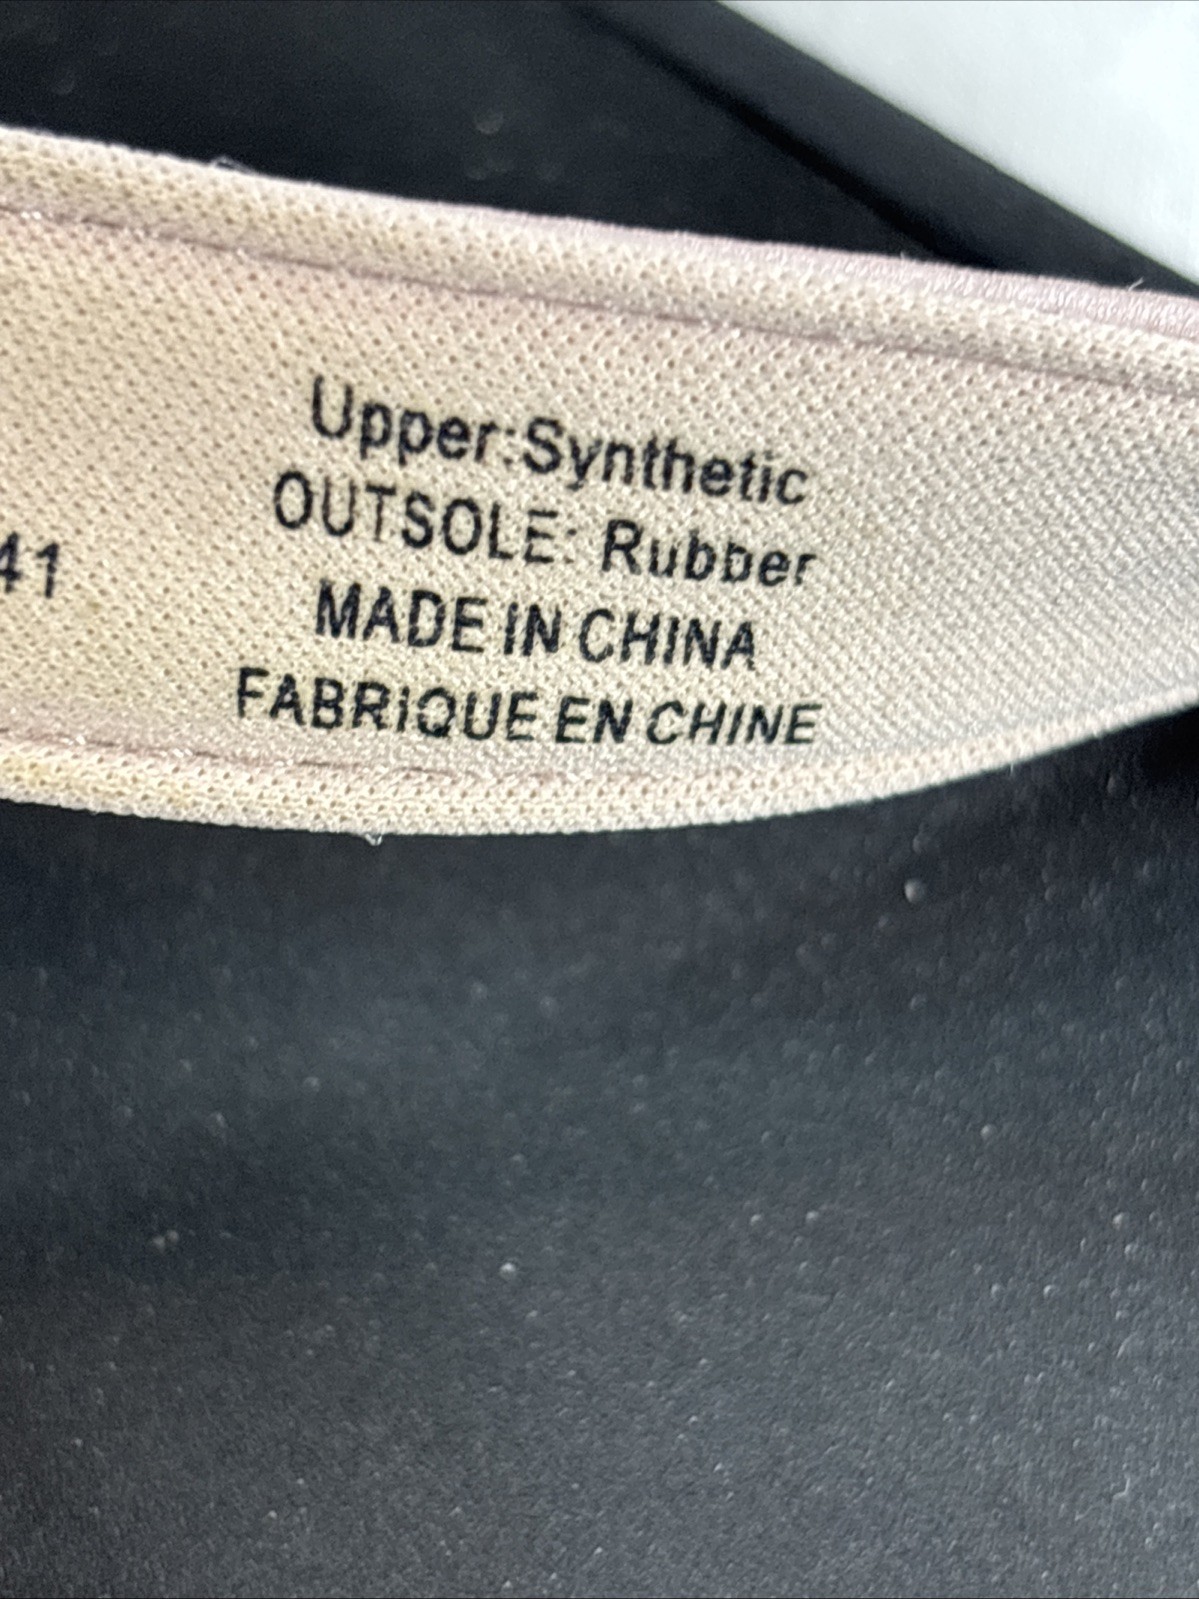 41
Upper:Synthetic
OUTSOLE: Rubber
MADE IN CHINA
FABRIQUE EN CHINE